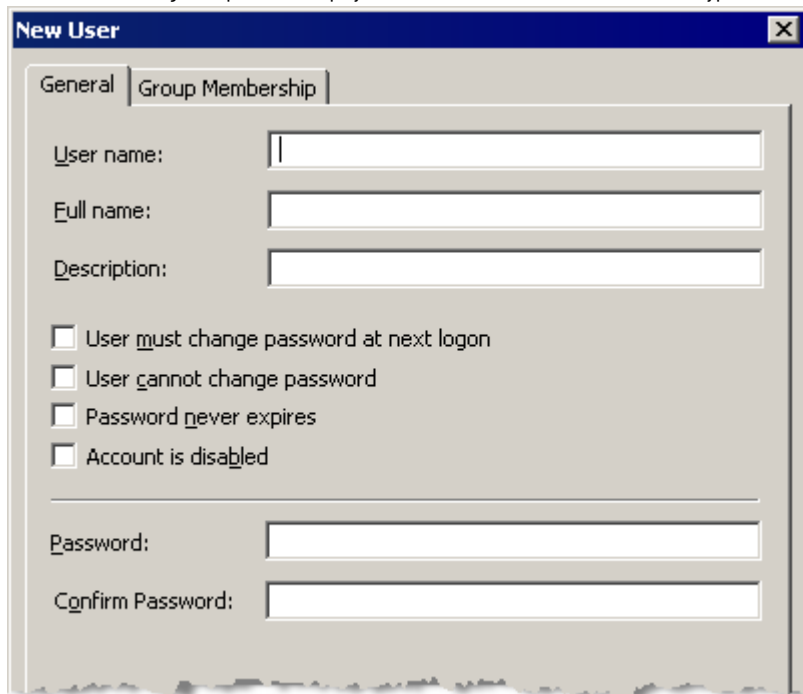 New User
General
Group Membership
User name:
Full name:
Description:
User must change password at next logon
User cannot change password
Password never expires
Account is disabled
Password:
Confirm Password: